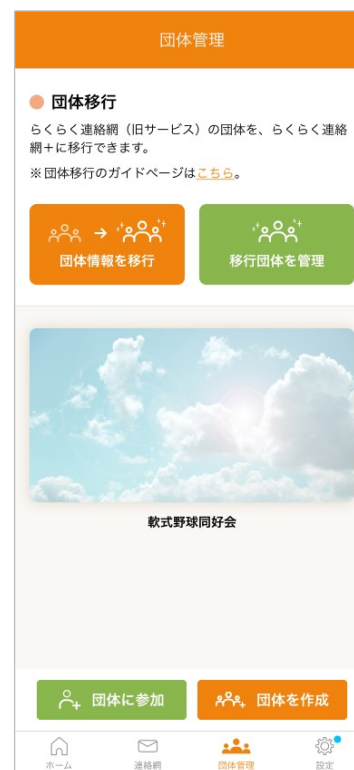 団体管理
団体移行
らくらく連絡網（旧サービス）の団体を、らくらく連絡
網＋に移行できます。
※団体移行のガイドページはこちら。
団体情報を移行
移行団体を管理
軟式野球同好会
団体に参加
団体を作成
ホーム
連絡網
団体管理
設定